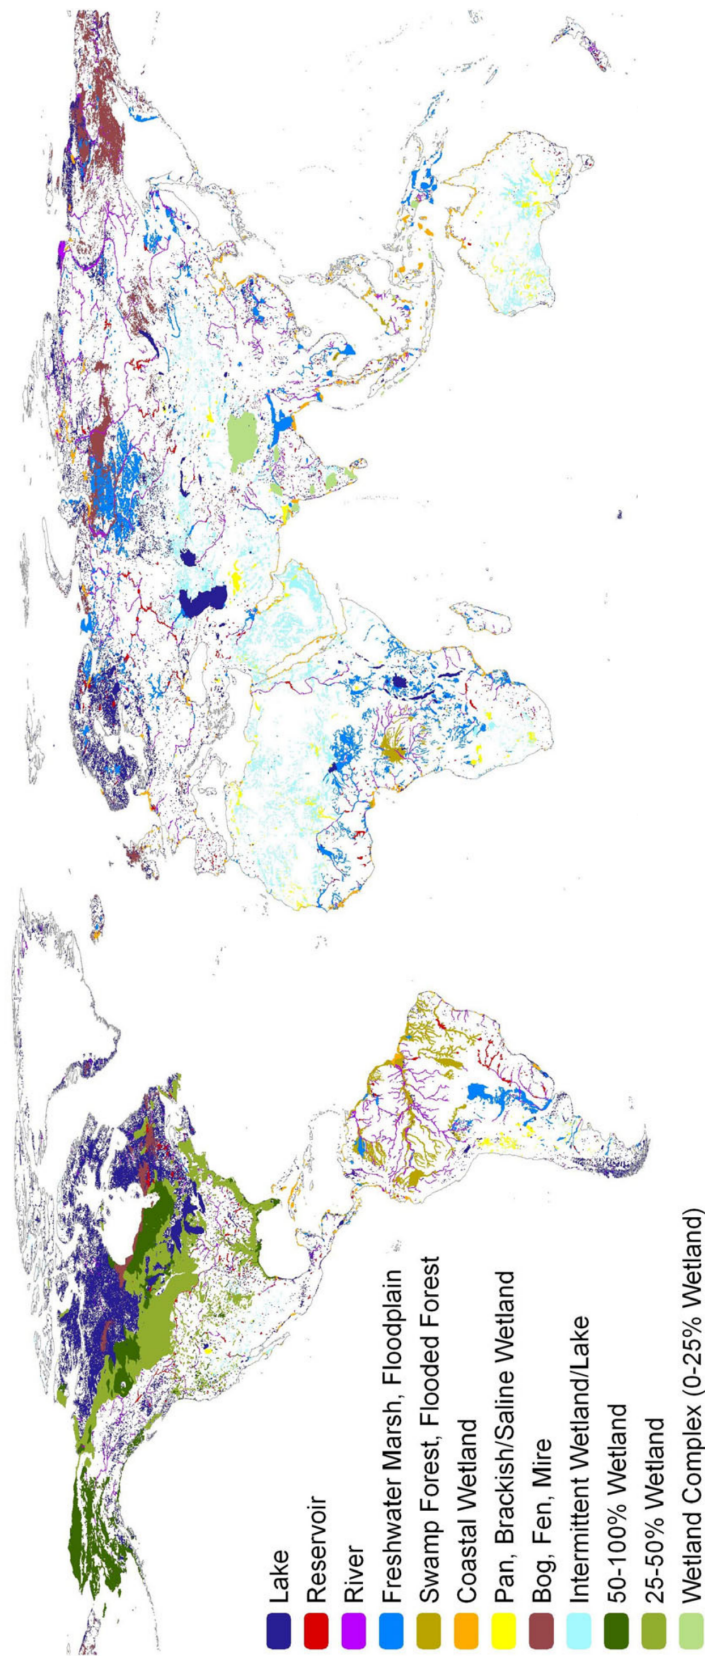 Lake
Reservoir
River
Freshwater Marsh, Floodplain
Swamp Forest, Flooded Forest
Coastal Wetland
Pan, Brackish/Saline Wetland
Bog, Fen, Mire
Intermittent Wetland/Lake
50-100% Wetland
25-50% Wetland
Wetland Complex (0-25% Wetland)